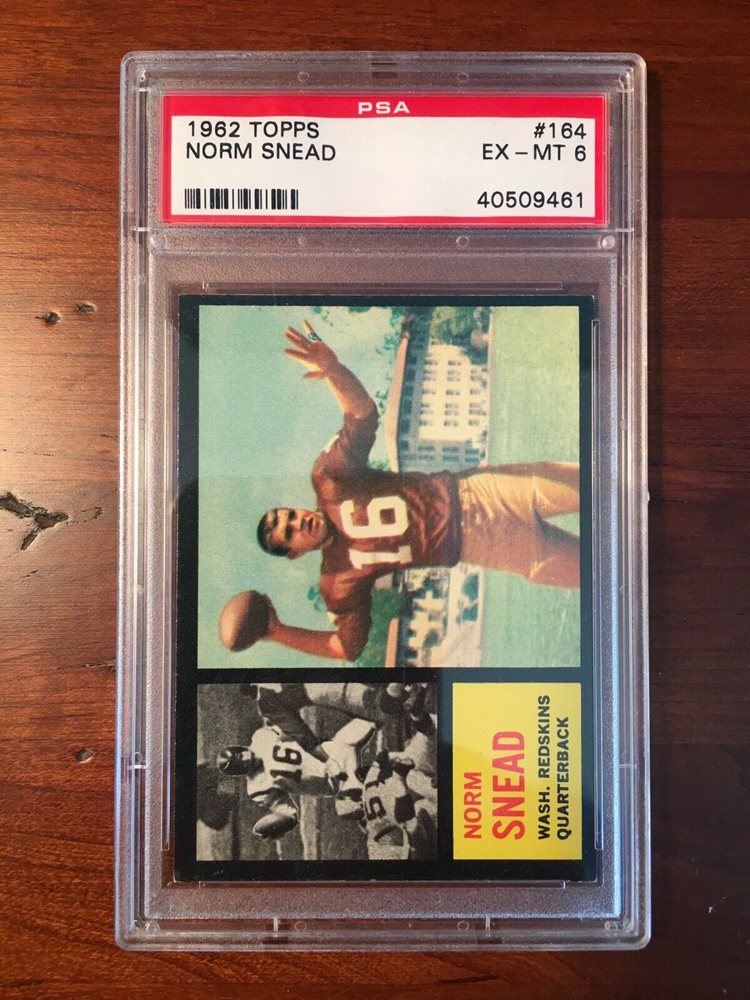 PSA
1962 TOPPS #164
NORM SNEAD EX-MT 6
40509461
16
16
NORM
SNEAD
WASH. REDSKINS
QUARTERBACK